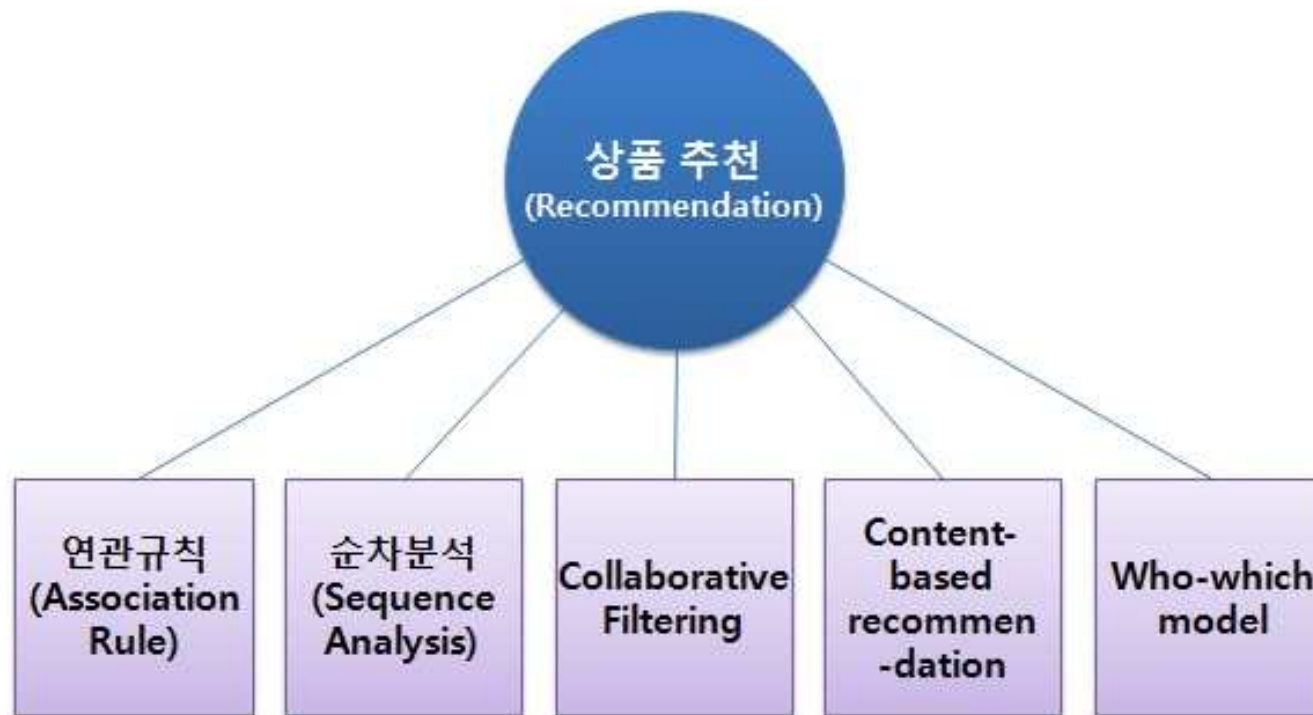 상품 추천
(Recommendation)
연관규칙
(Association
Rule)
순차분석
(Sequence
Analysis)
Collaborative
Filtering
Content-
based
recommen
-dation
Who-which
model